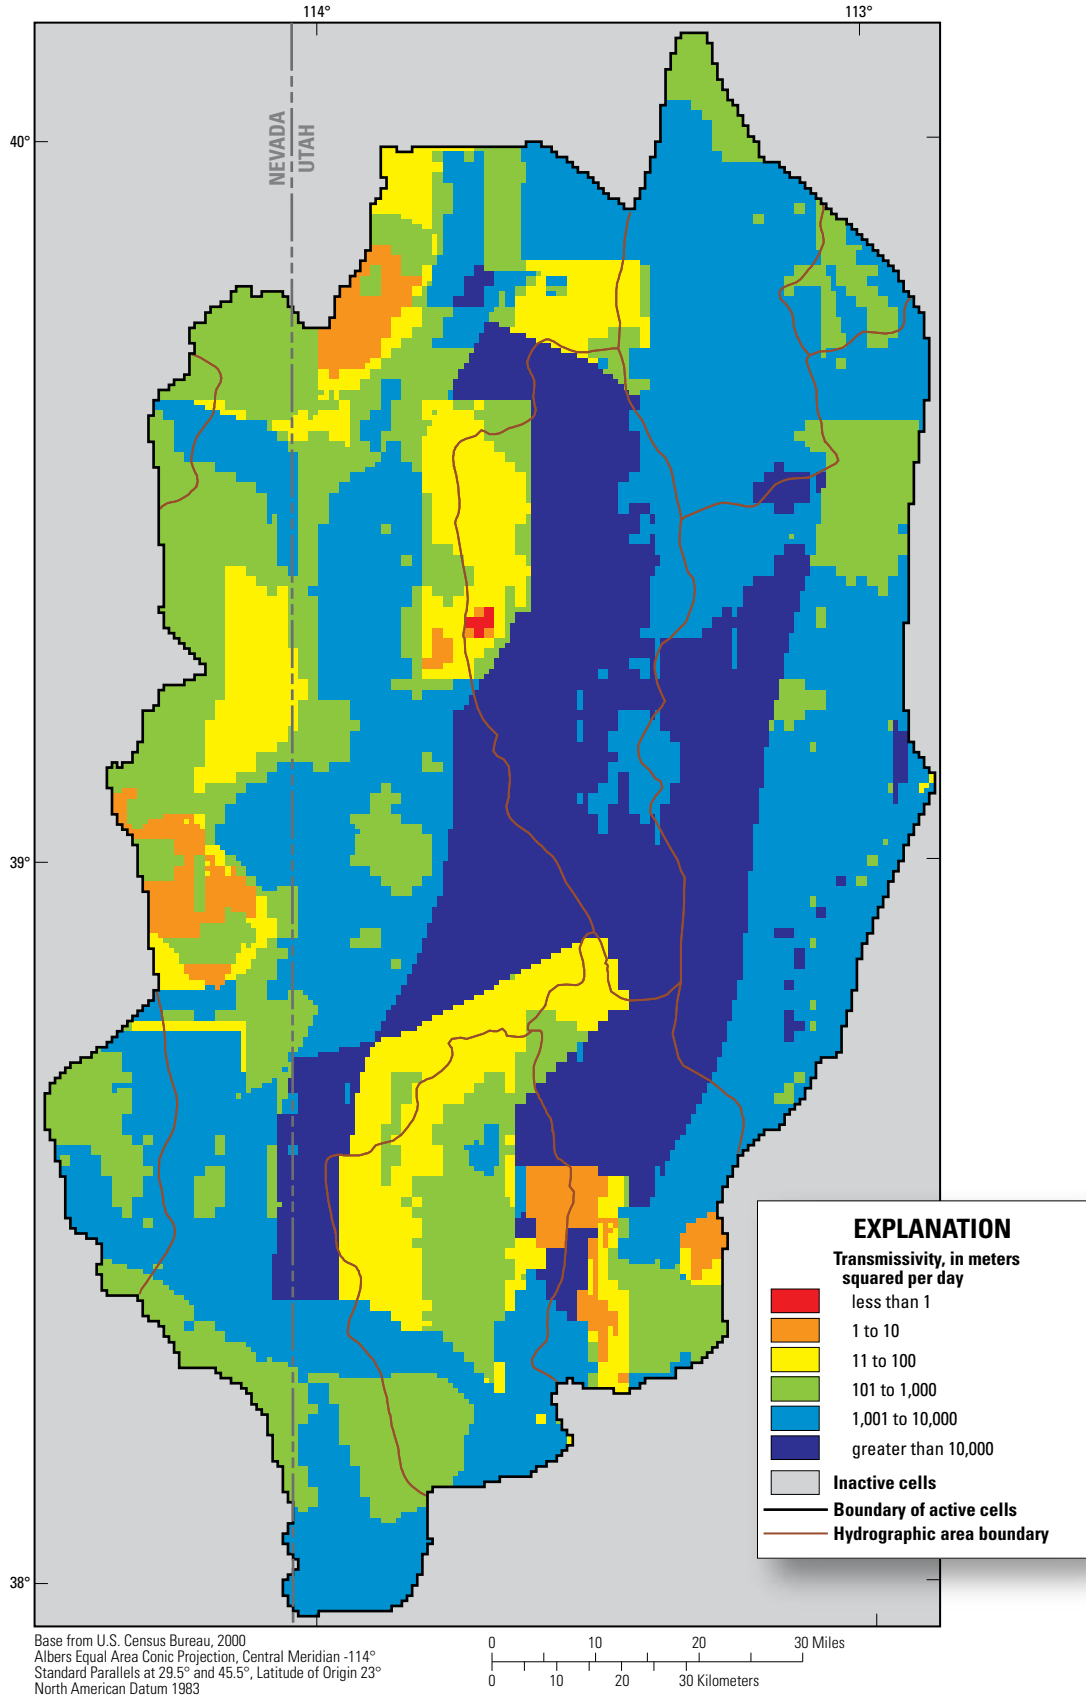 114°
113°
40°
NEVADA
UTAH
39°
38°
EXPLANATION
Transmissivity, in meters
squared per day
less than 1
1 to 10
11 to 100
101 to 1,000
1,001 to 10,000
greater than 10,000
Inactive cells
Boundary of active cells
Hydrographic area boundary
Base from U.S. Census Bureau, 2000
Albers Equal Area Conic Projection, Central Meridian -114°
Standard Parallels at 29.5° and 45.5°, Latitude of Origin 23°
North American Datum 1983
0 10 20 30 Miles
0 10 20 30 Kilometers